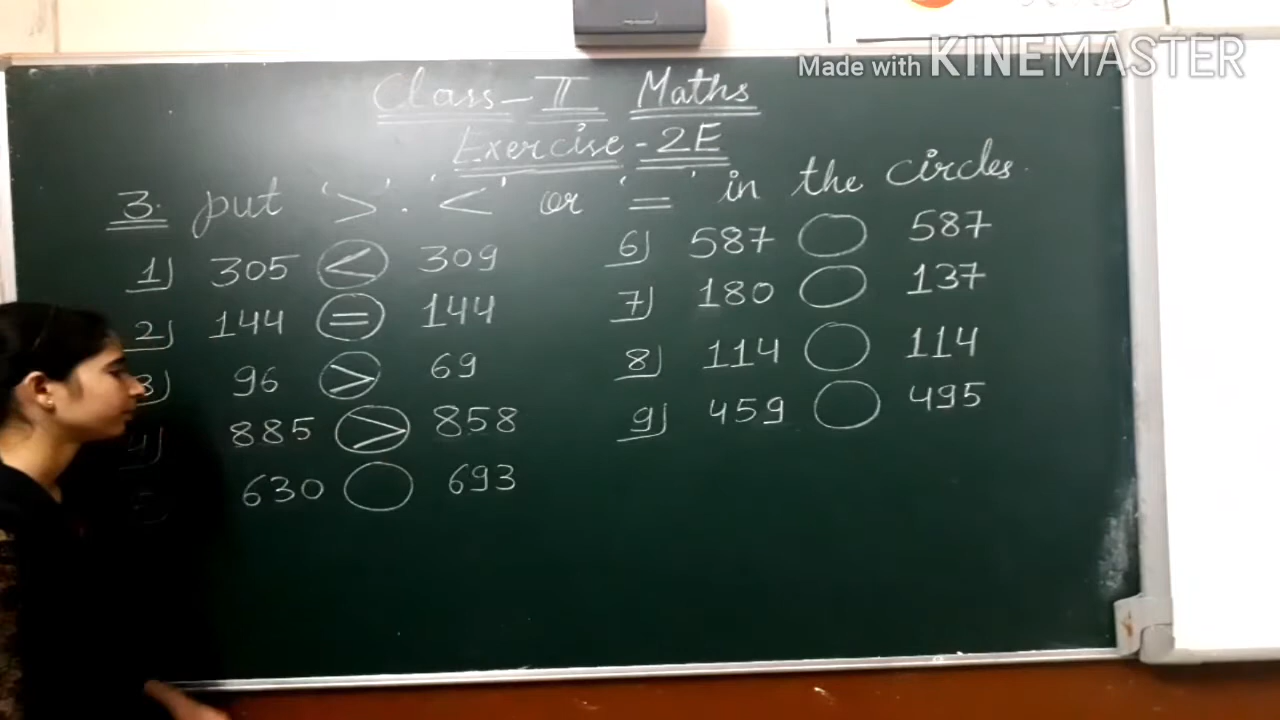 Made with KINEMASTER
Class-II Maths
Exercise-2E
3. put '>' . '<' or '=' in the circles.
1) 305 < 309
2) 144 = 144
3) 96 > 69
4) 885 > 858
630 693
6) 587 587
7) 180 137
8) 114 114
9) 459 495